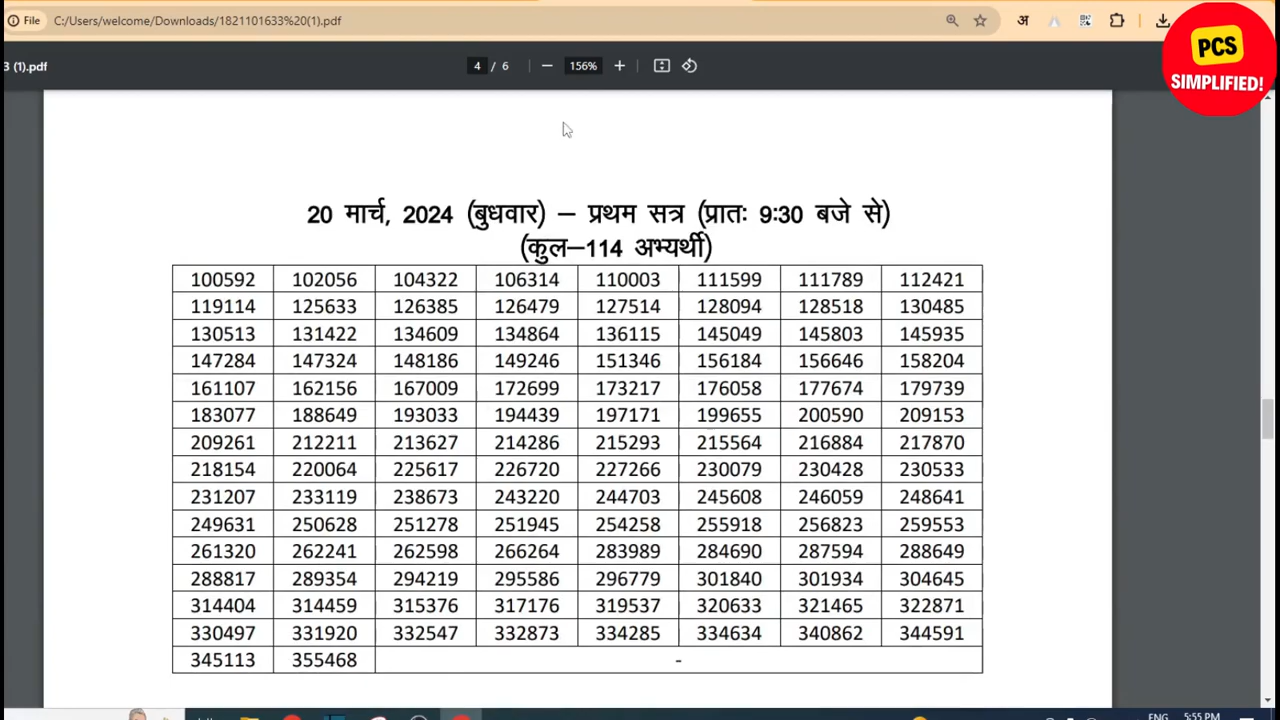 File C:/Users/welcome/Downloads/1821101633%20(1).pdf अ
PCS
SIMPLIFIED!
3 (1).pdf 4 / 6 − 156% +
20 मार्च, 2024 (बुधवार) – प्रथम सत्र (प्रातः 9:30 बजे से)
(कुल–114 अभ्यर्थी)
100592 102056 104322 106314 110003 111599 111789 112421
119114 125633 126385 126479 127514 128094 128518 130485
130513 131422 134609 134864 136115 145049 145803 145935
147284 147324 148186 149246 151346 156184 156646 158204
161107 162156 167009 172699 173217 176058 177674 179739
183077 188649 193033 194439 197171 199655 200590 209153
209261 212211 213627 214286 215293 215564 216884 217870
218154 220064 225617 226720 227266 230079 230428 230533
231207 233119 238673 243220 244703 245608 246059 248641
249631 250628 251278 251945 254258 255918 256823 259553
261320 262241 262598 266264 283989 284690 287594 288649
288817 289354 294219 295586 296779 301840 301934 304645
314404 314459 315376 317176 319537 320633 321465 322871
330497 331920 332547 332873 334285 334634 340862 344591
345113 355468 -
ENG 5:55 PM